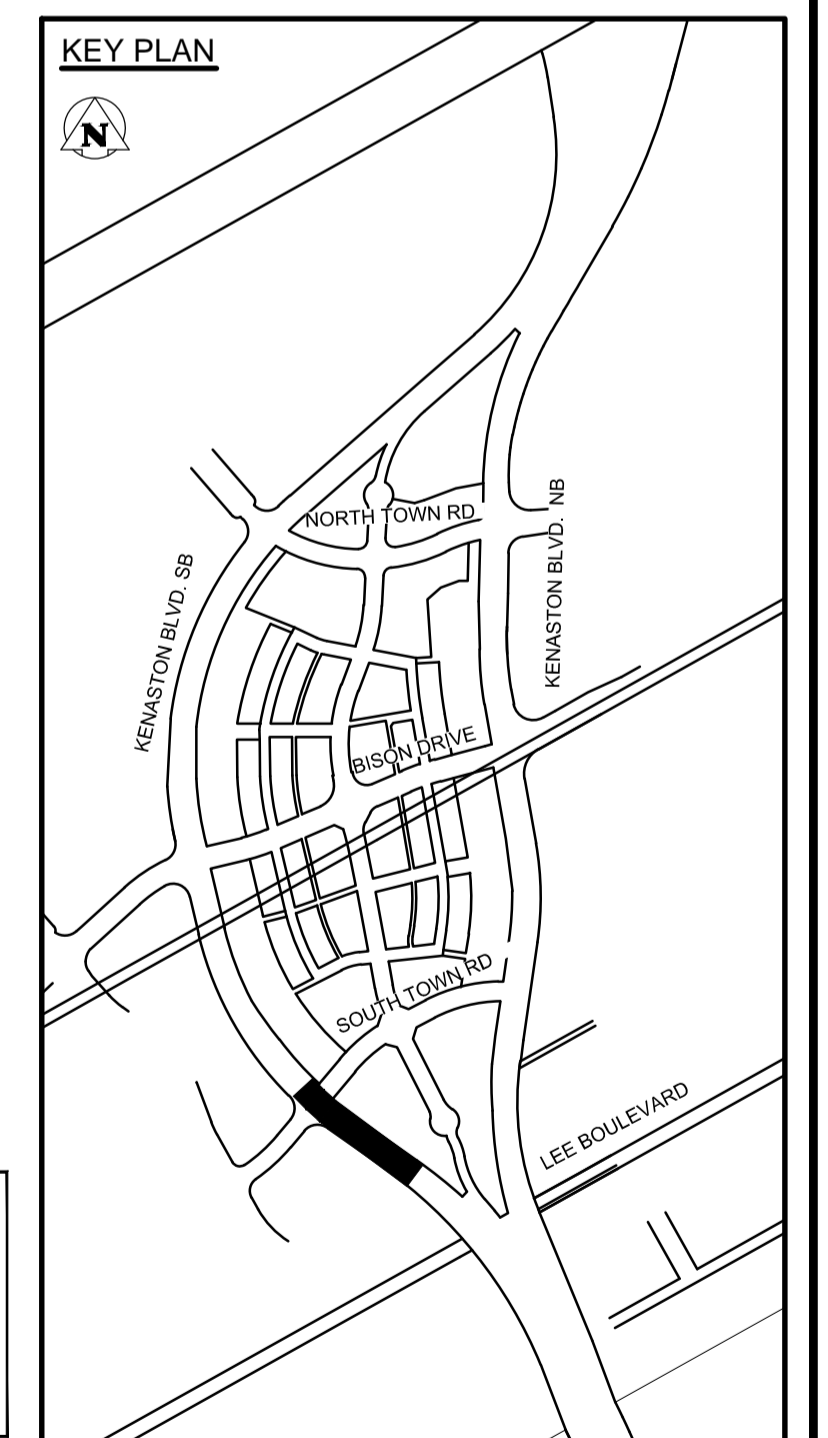 KEY PLAN
N
NORTH TOWN RD
KENASTON BLVD. NB
KENASTON BLVD. SB
BISON DRIVE
SOUTH TOWN RD
LEE BOULEVARD